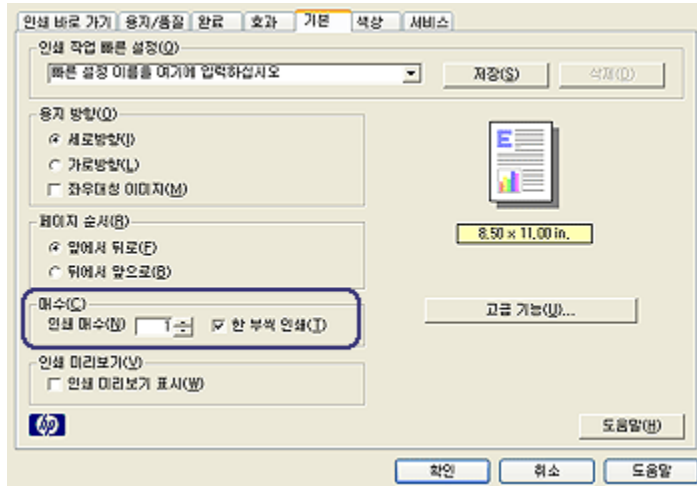 인쇄 바로 가기 용지/품질 완료 효과 기본 색상 서비스
인쇄 작업 빠른 설정(O)
빠른 설정 이름을 여기에 입력하십시오 저장(S) 삭제(D)
용지 방향(O)
세로방향(I)
가로방향(L)
좌우대칭 이미지(M)
E
8.50 × 11.00 in.
페이지 순서(R)
앞에서 뒤로(F)
뒤에서 앞으로(B)
매수(C)
인쇄 매수(N) 1 한 부씩 인쇄(T)
고급 기능(U)...
인쇄 미리보기(V)
인쇄 미리보기 표시(W)
hp 도움말(H)
확인 취소 도움말